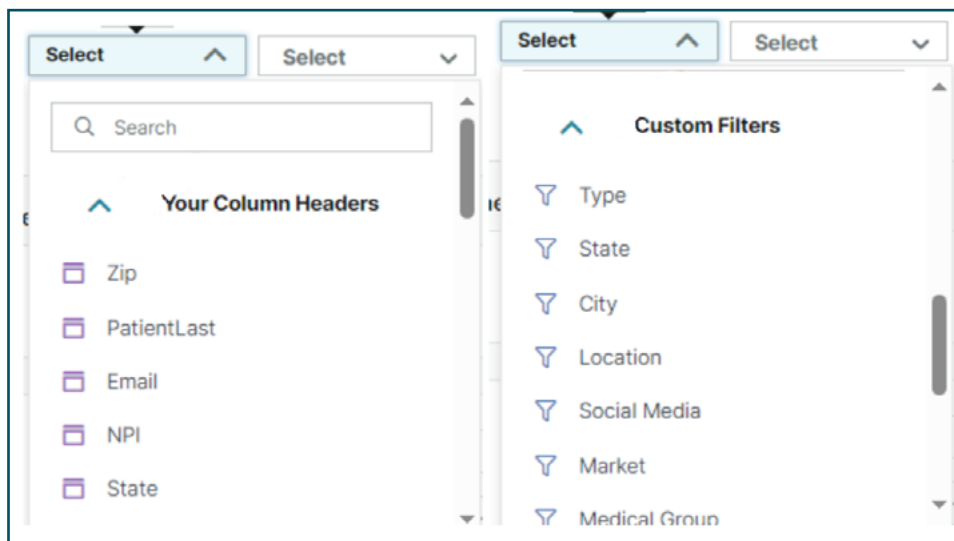 Select
Select
Search
Your Column Headers
Zip
PatientLast
Email
NPI
State
Select
Select
Custom Filters
Type
State
City
Location
Social Media
Market
Medical Group